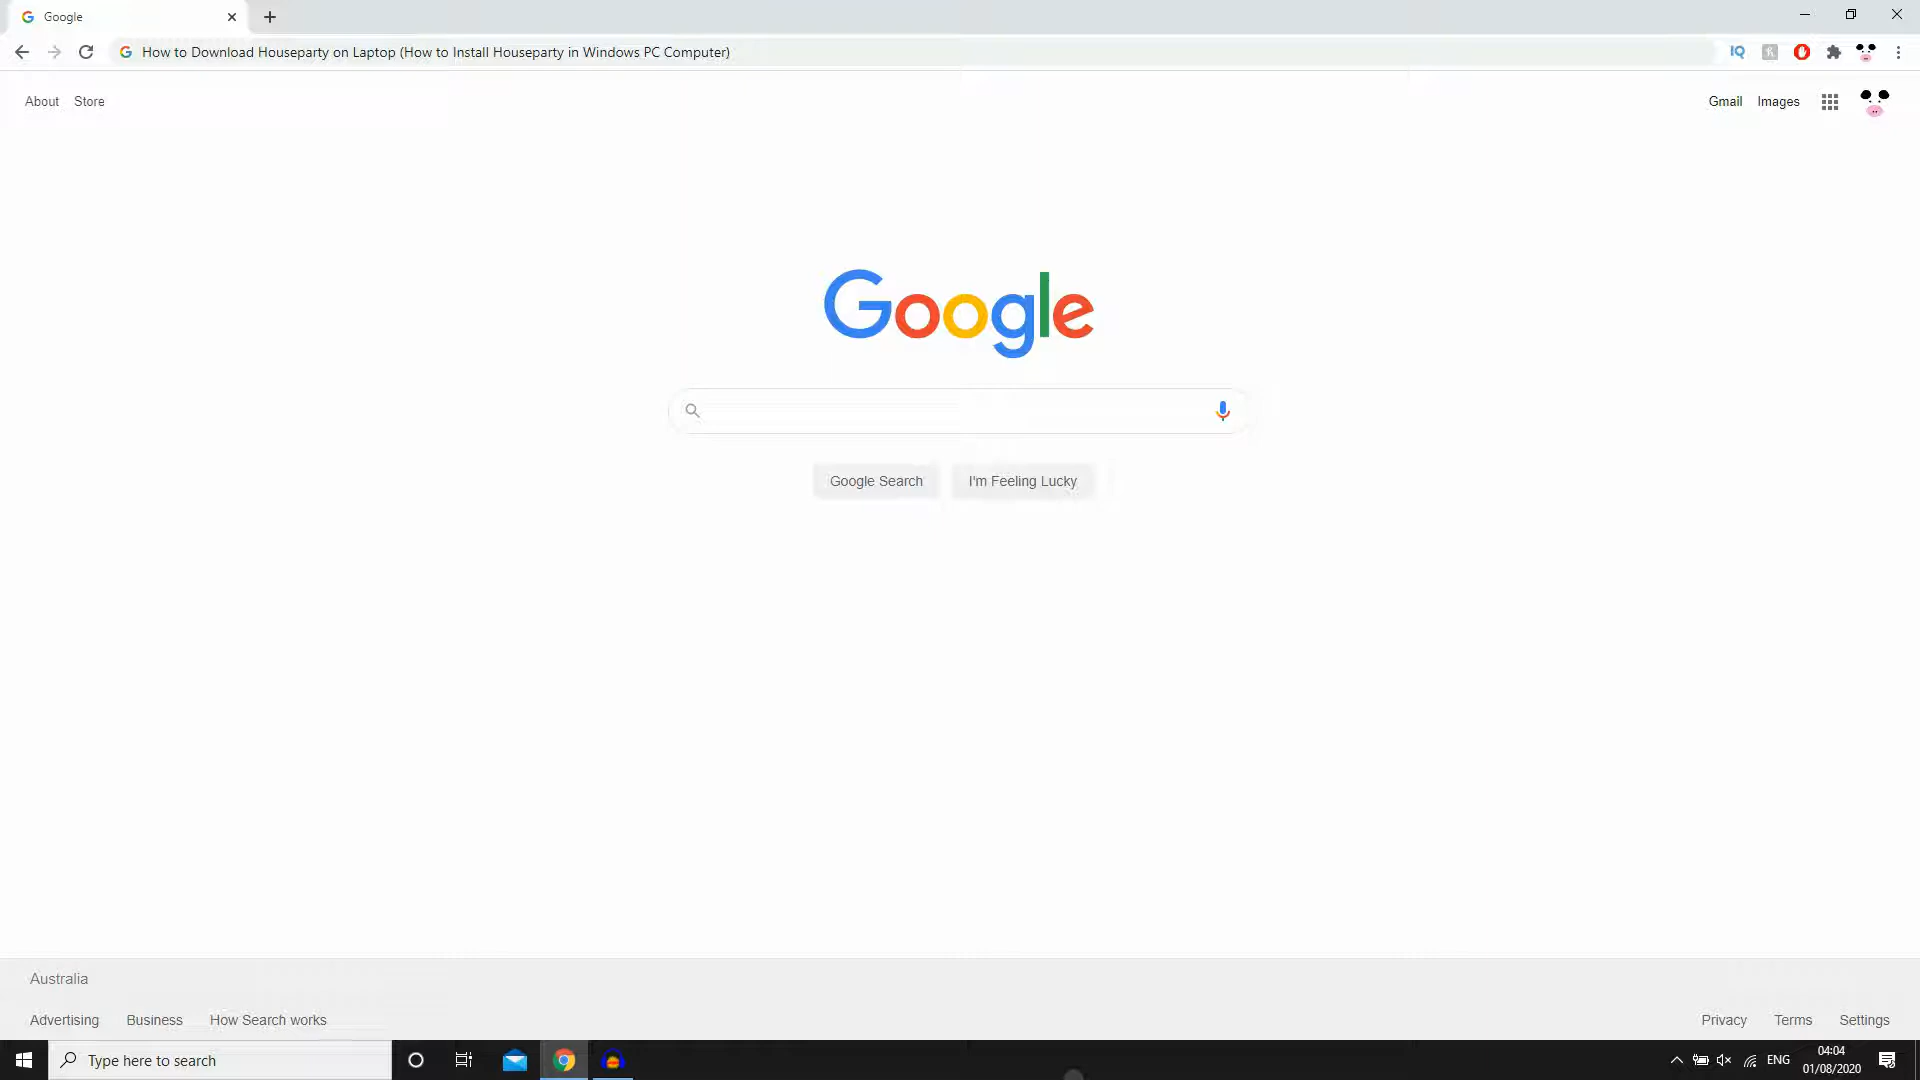 Google
How to Download Houseparty on Laptop (How to Install Houseparty in Windows PC Computer)
IQ
About Store
Gmail Images
Google
Google Search I'm Feeling Lucky
Australia
Advertising Business How Search works
Privacy Terms Settings
Type here to search
ENG
04:04
01/08/2020